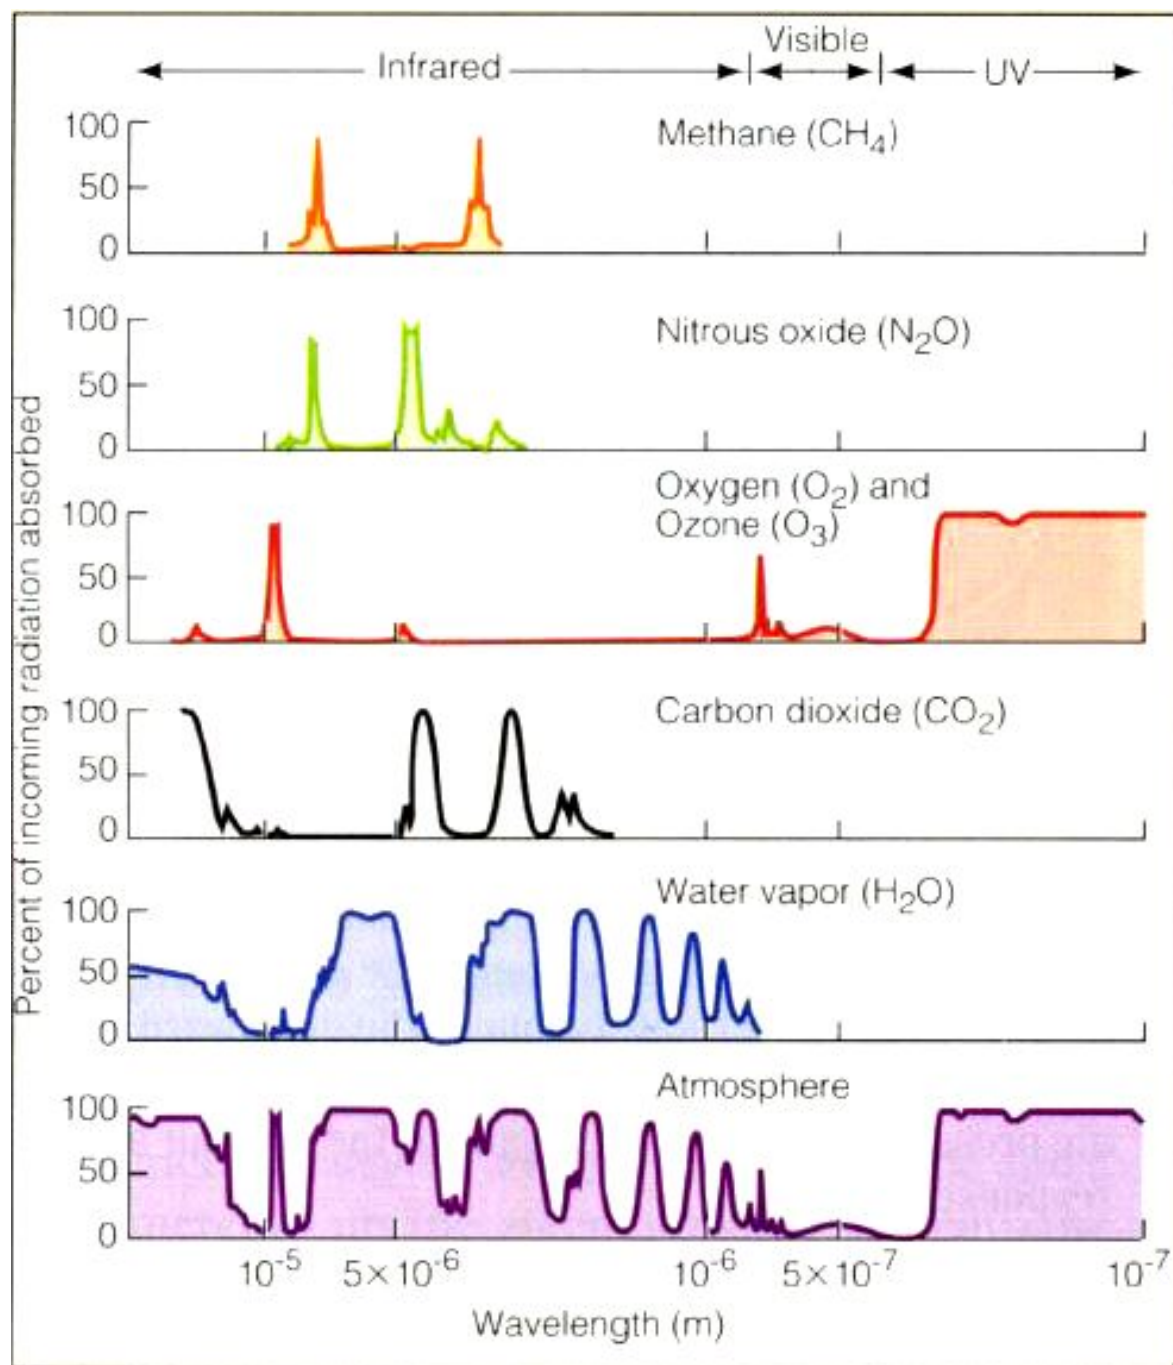 Visible
Infrared
UV
Methane (CH₄)
100
50
0
Nitrous oxide (N₂O)
100
50
0
Oxygen (O₂) and
Ozone (O₃)
100
50
0
Carbon dioxide (CO₂)
100
50
0
Water vapor (H₂O)
100
50
0
Atmosphere
100
50
0
Percent of incoming radiation absorbed
10⁻⁵ 5×10⁻⁶ 10⁻⁶ 5×10⁻⁷ 10⁻⁷
Wavelength (m)